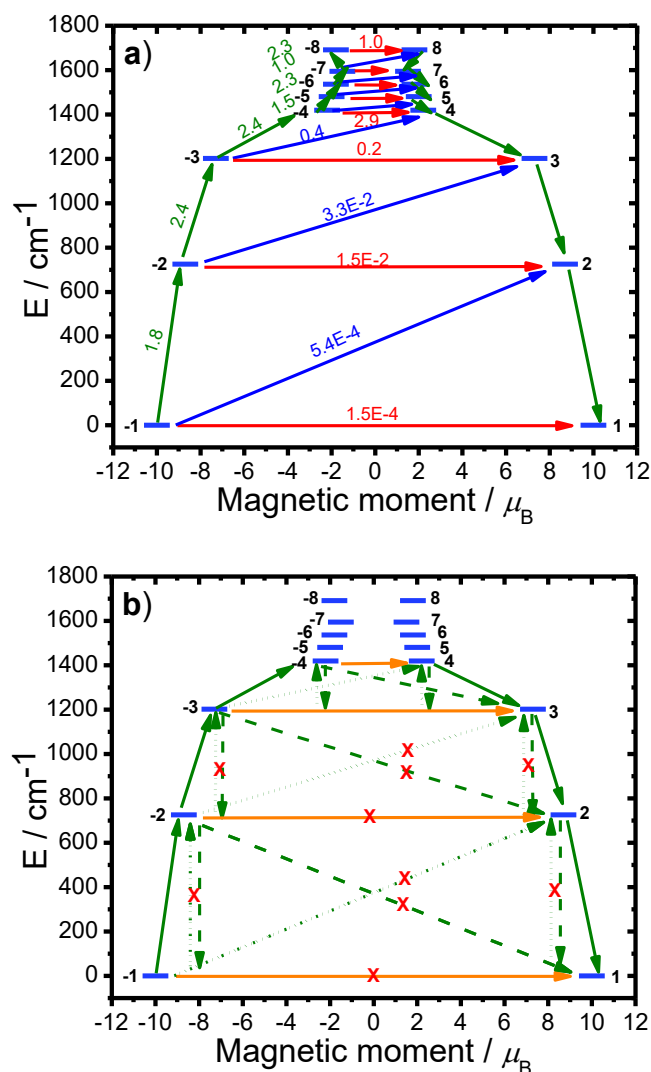 a)
1800
1600
1400
1200
1000
800
600
400
200
0
E / cm-1
-8 1.0 8
-7 7
-6 6
-5 5
-4 2.9 4
2.3
1.0
2.3
1.5
2.4
0.4
-3 0.2 3
2.4
3.3E-2
-2 1.5E-2 2
1.8
5.4E-4
-1 1.5E-4 1
-12 -10 -8 -6 -4 -2 0 2 4 6 8 10 12
Magnetic moment / μB
b)
1800
1600
1400
1200
1000
800
600
400
200
0
E / cm-1
-8 8
-7 7
-6 6
-5 5
-4 4
-3 3
X
X X X
-2 X 2
X
X X X
-1 X 1
-12 -10 -8 -6 -4 -2 0 2 4 6 8 10 12
Magnetic moment / μB